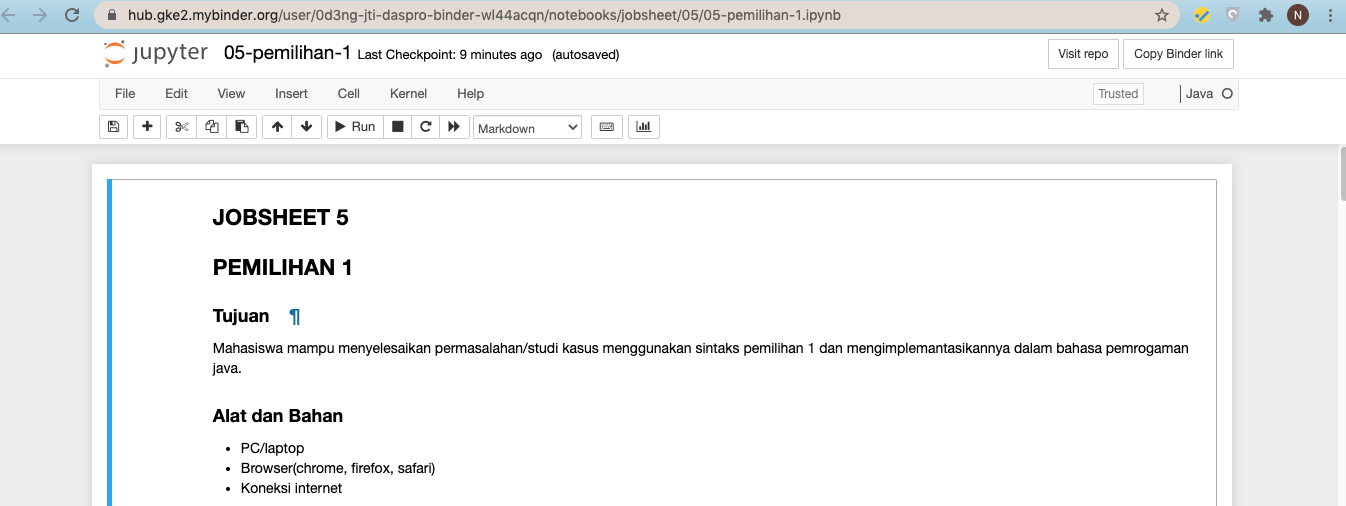 hub.gke2.mybinder.org/user/0d3ng-jti-daspro-binder-wl44acqn/notebooks/jobsheet/05/05-pemilihan-1.ipynb
N
jupyter 05-pemilihan-1 Last Checkpoint: 9 minutes ago (autosaved)
Visit repo Copy Binder link
File Edit View Insert Cell Kernel Help
Trusted Java
Run Markdown
JOBSHEET 5
PEMILIHAN 1
Tujuan ¶
Mahasiswa mampu menyelesaikan permasalahan/studi kasus menggunakan sintaks pemilihan 1 dan mengimplemantasikannya dalam bahasa pemrogaman
java.
Alat dan Bahan
• PC/laptop
• Browser(chrome, firefox, safari)
• Koneksi internet